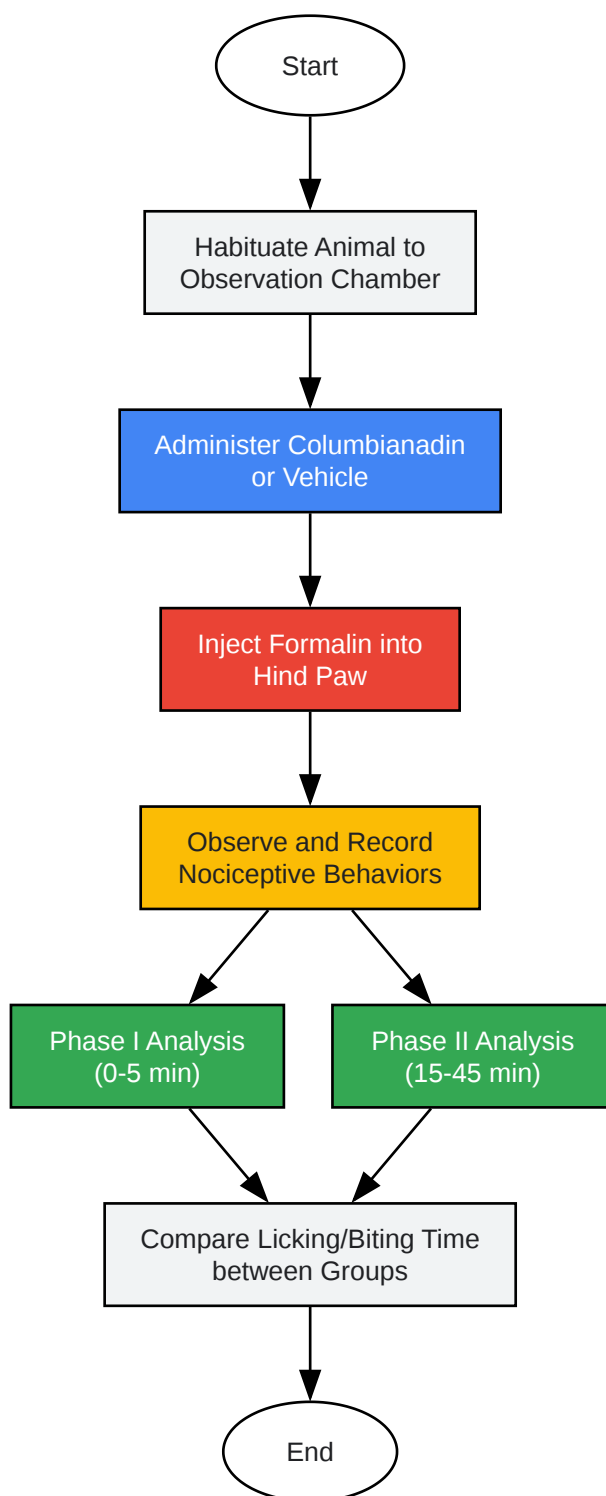 Start
Habituate Animal to
Observation Chamber
Administer Columbianadin
or Vehicle
Inject Formalin into
Hind Paw
Observe and Record
Nociceptive Behaviors
Phase I Analysis
(0-5 min)
Phase II Analysis
(15-45 min)
Compare Licking/Biting Time
between Groups
End